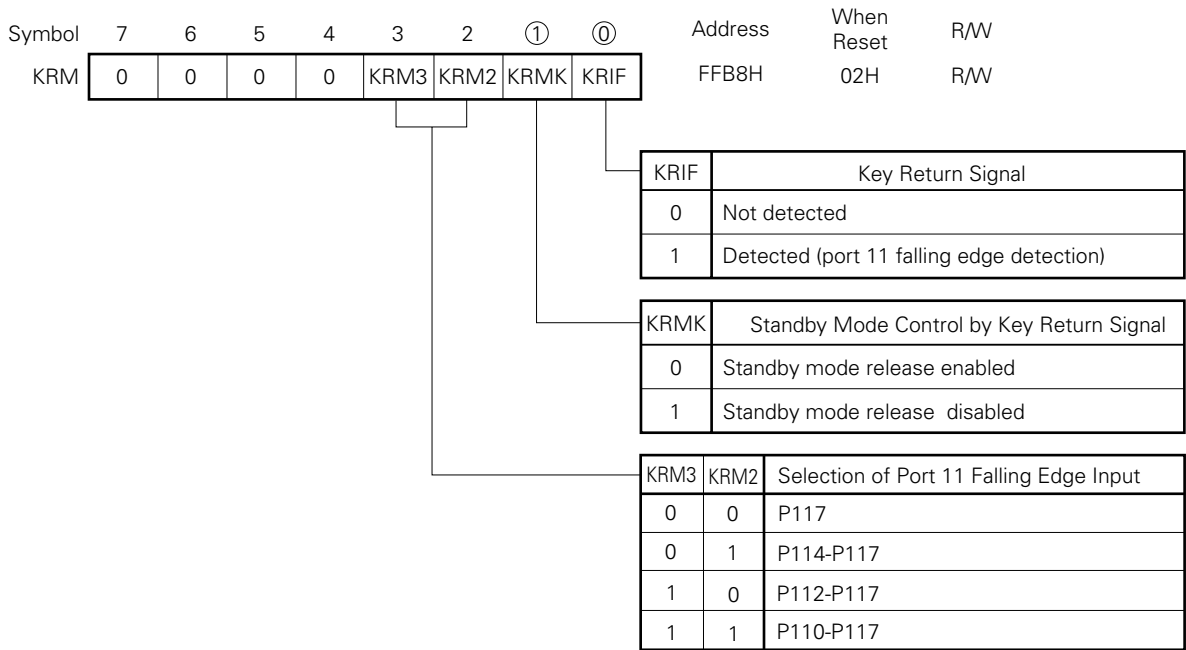 Symbol 7 6 5 4 3 2 ① ⓪ Address When Reset R/W
KRM 0 0 0 0 KRM3 KRM2 KRMK KRIF FFB8H 02H R/W
KRIF Key Return Signal
0 Not detected
1 Detected (port 11 falling edge detection)
KRMK Standby Mode Control by Key Return Signal
0 Standby mode release enabled
1 Standby mode release disabled
KRM3 KRM2 Selection of Port 11 Falling Edge Input
0 0 P117
0 1 P114-P117
1 0 P112-P117
1 1 P110-P117